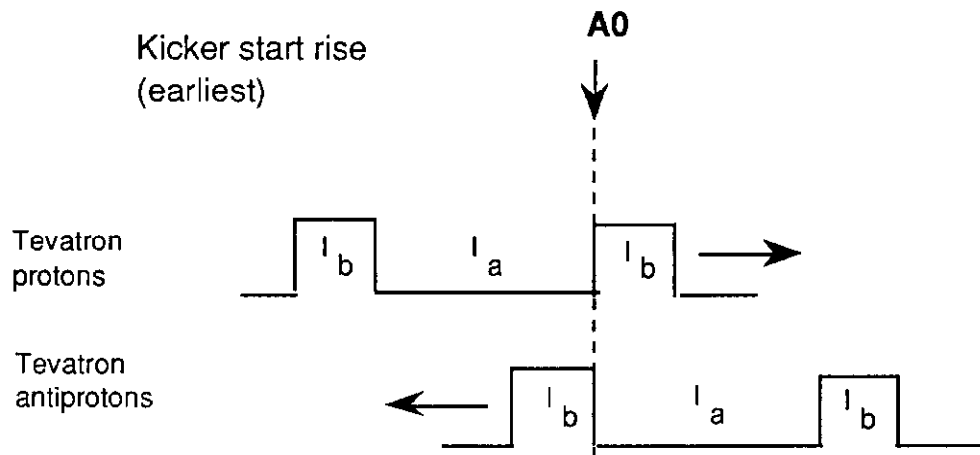 A0
Kicker start rise
(earliest)
Tevatron
protons
I b I a I b
Tevatron
antiprotons
I b I a I b